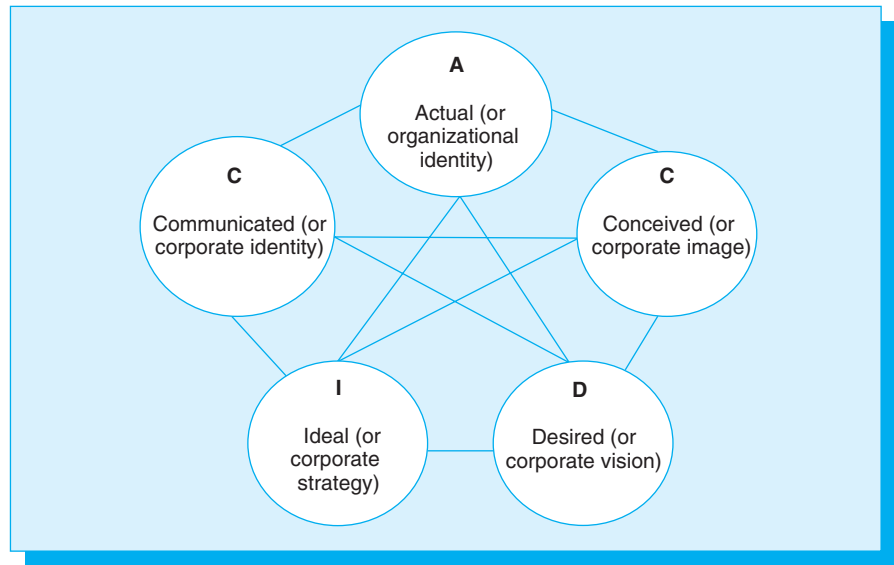 A
Actual (or
organizational
identity)
C
Communicated (or
corporate identity)
C
Conceived (or
corporate image)
I
Ideal (or
corporate
strategy)
D
Desired (or
corporate vision)